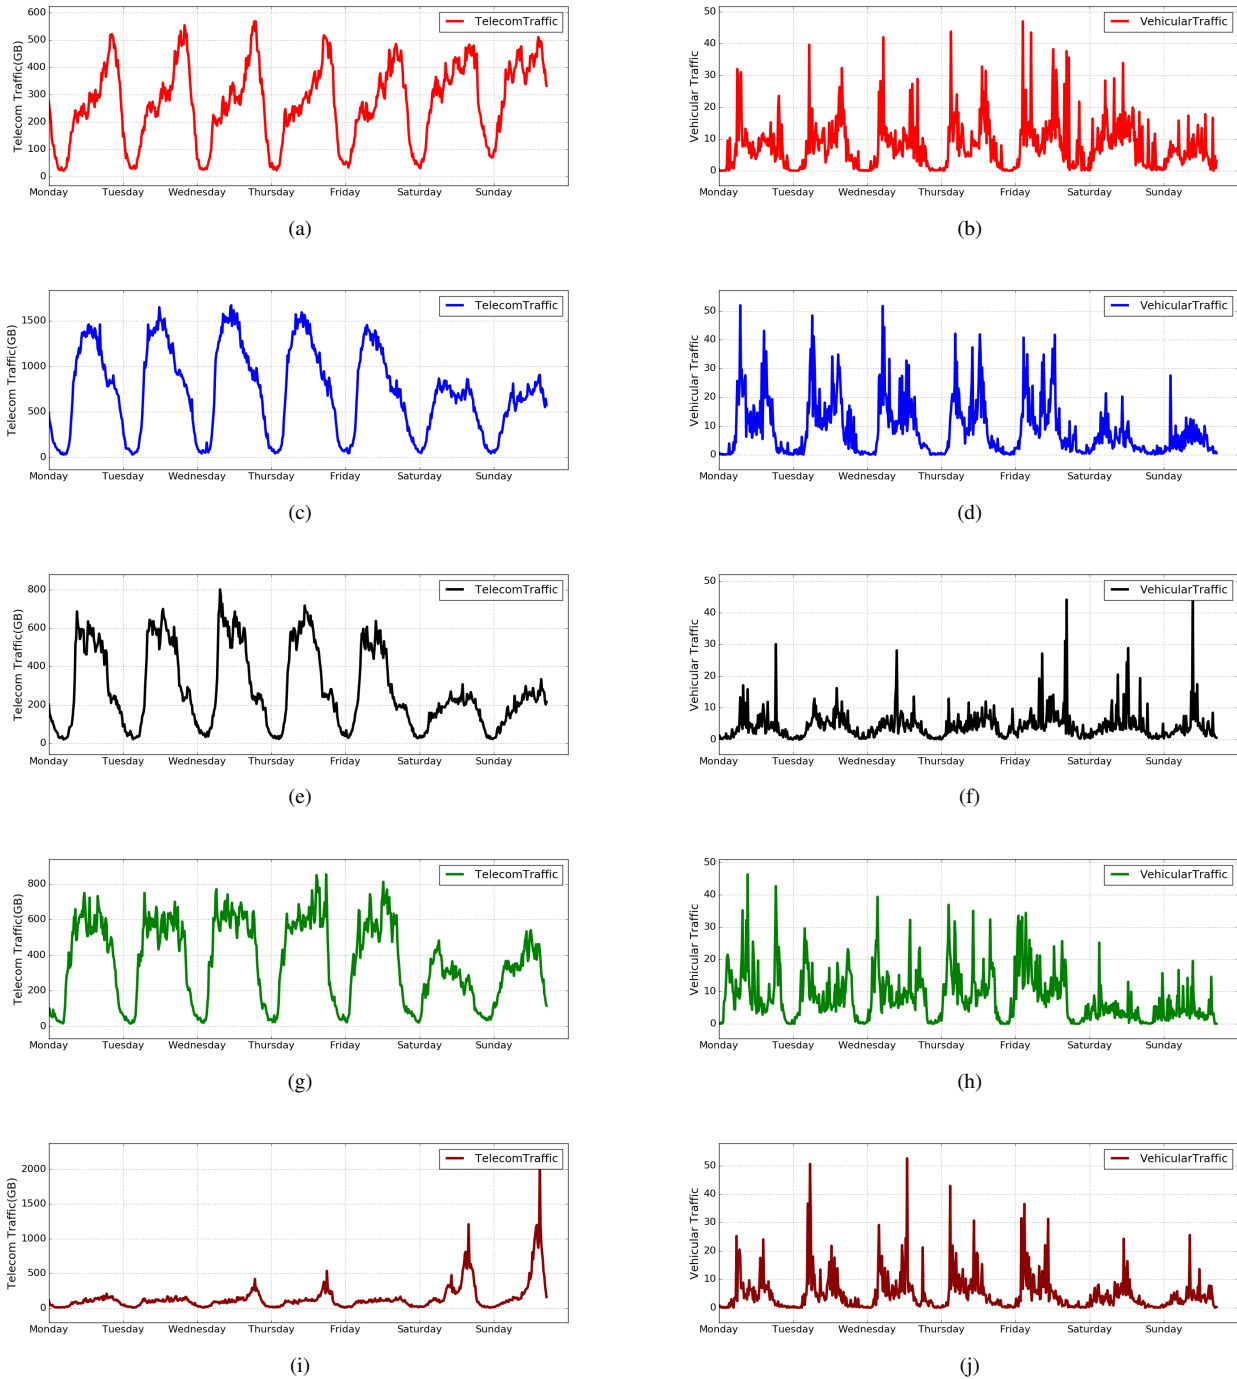 600
500
400
300
200
100
0
Telecom Traffic(GB)
TelecomTraffic
Monday Tuesday Wednesday Thursday Friday Saturday Sunday
(a)
50
40
30
20
10
0
Vehicular Traffic
VehicularTraffic
Monday Tuesday Wednesday Thursday Friday Saturday Sunday
(b)
1500
1000
500
0
Telecom Traffic(GB)
TelecomTraffic
Monday Tuesday Wednesday Thursday Friday Saturday Sunday
(c)
50
40
30
20
10
0
Vehicular Traffic
VehicularTraffic
Monday Tuesday Wednesday Thursday Friday Saturday Sunday
(d)
800
600
400
200
0
Telecom Traffic(GB)
TelecomTraffic
Monday Tuesday Wednesday Thursday Friday Saturday Sunday
(e)
50
40
30
20
10
0
Vehicular Traffic
VehicularTraffic
Monday Tuesday Wednesday Thursday Friday Saturday Sunday
(f)
800
600
400
200
0
Telecom Traffic(GB)
TelecomTraffic
Monday Tuesday Wednesday Thursday Friday Saturday Sunday
(g)
50
40
30
20
10
0
Vehicular Traffic
VehicularTraffic
Monday Tuesday Wednesday Thursday Friday Saturday Sunday
(h)
2000
1500
1000
500
0
Telecom Traffic(GB)
TelecomTraffic
Monday Tuesday Wednesday Thursday Friday Saturday Sunday
(i)
50
40
30
20
10
0
Vehicular Traffic
VehicularTraffic
Monday Tuesday Wednesday Thursday Friday Saturday Sunday
(j)